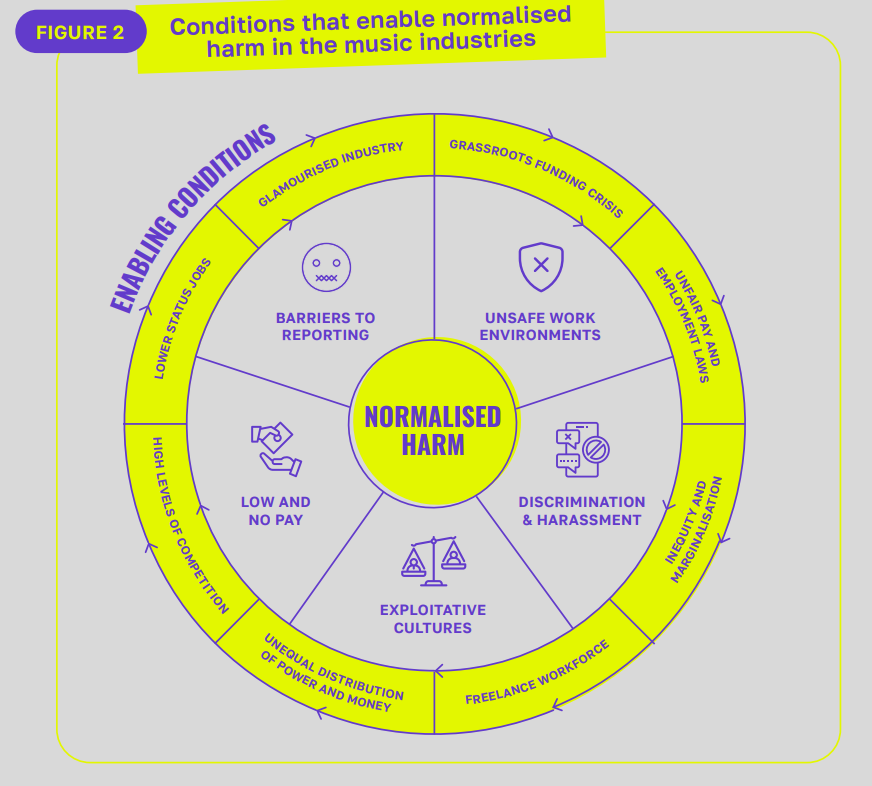 FIGURE 2
Conditions that enable normalised
harm in the music industries
ENABLING CONDITIONS
GLAMOURISED INDUSTRY
GRASSROOTS FUNDING CRISIS
UNFAIR PAY AND
EMPLOYMENT LAWS
INEQUITY AND
MARGINALISATION
FREELANCE WORKFORCE
UNEQUAL DISTRIBUTION
OF POWER AND MONEY
HIGH LEVELS OF COMPETITION
LOWER STATUS JOBS
BARRIERS TO
REPORTING
UNSAFE WORK
ENVIRONMENTS
DISCRIMINATION
& HARASSMENT
EXPLOITATIVE
CULTURES
LOW AND
NO PAY
NORMALISED
HARM